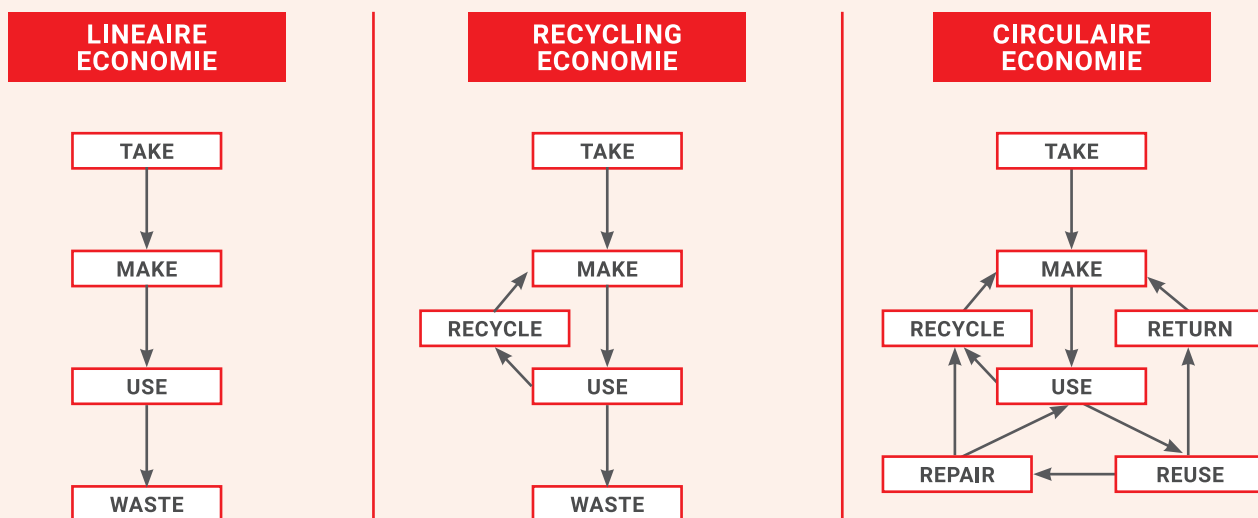 LINEAIRE
ECONOMIE
TAKE
MAKE
USE
WASTE
RECYCLING
ECONOMIE
TAKE
MAKE
RECYCLE
USE
WASTE
CIRCULAIRE
ECONOMIE
TAKE
MAKE
RECYCLE
RETURN
USE
REPAIR
REUSE